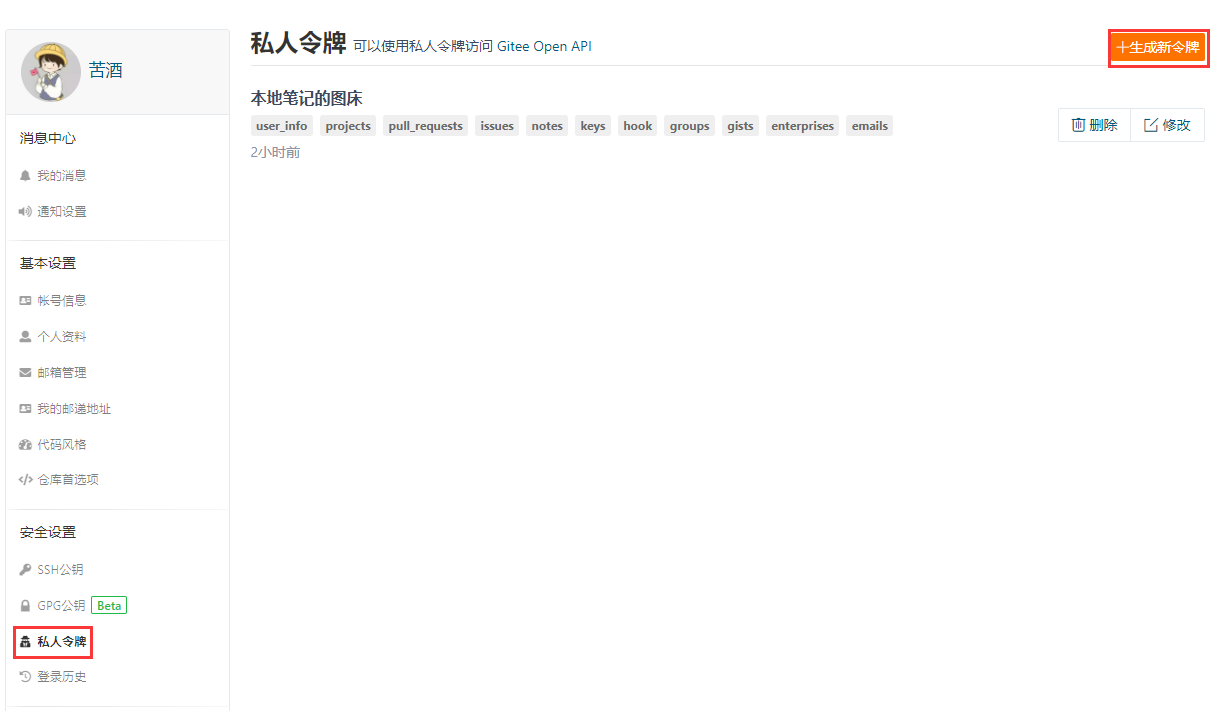 苦酒
消息中心
我的消息
通知设置
基本设置
帐号信息
个人资料
邮箱管理
我的邮递地址
代码风格
仓库首选项
安全设置
SSH公钥
GPG公钥 Beta
私人令牌
登录历史
私人令牌 可以使用私人令牌访问 Gitee Open API
+生成新令牌
本地笔记的图床
user_info projects pull_requests issues notes keys hook groups gists enterprises emails
删除 修改
2小时前